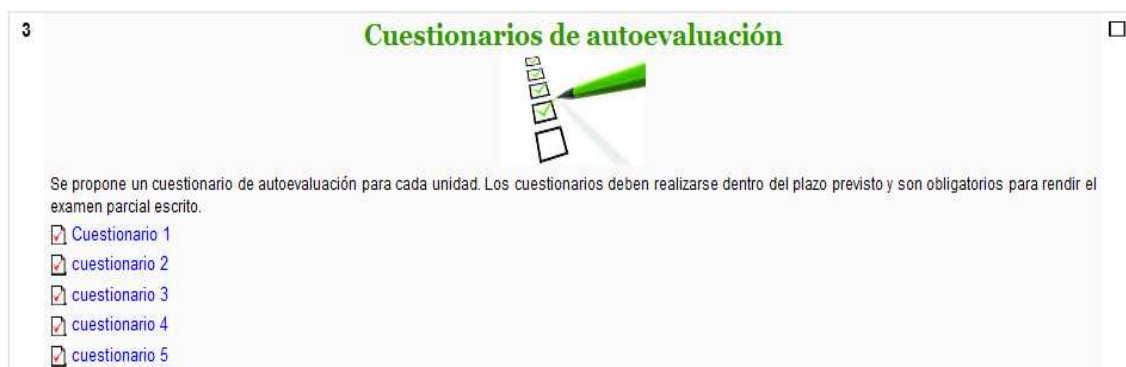 3
Cuestionarios de autoevaluación
Se propone un cuestionario de autoevaluación para cada unidad. Los cuestionarios deben realizarse dentro del plazo previsto y son obligatorios para rendir el
examen parcial escrito.
Cuestionario 1
cuestionario 2
cuestionario 3
cuestionario 4
cuestionario 5